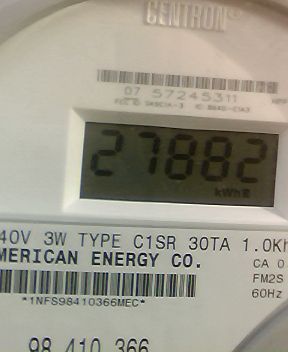 CENTRON®
07 57245311
27882
kWh
40V 3W TYPE C1SR 30TA 1.0Kh
MERICAN ENERGY CO.
CA 0.
FM2S
60Hz
*1NFS98410366MEC*
98 410 366